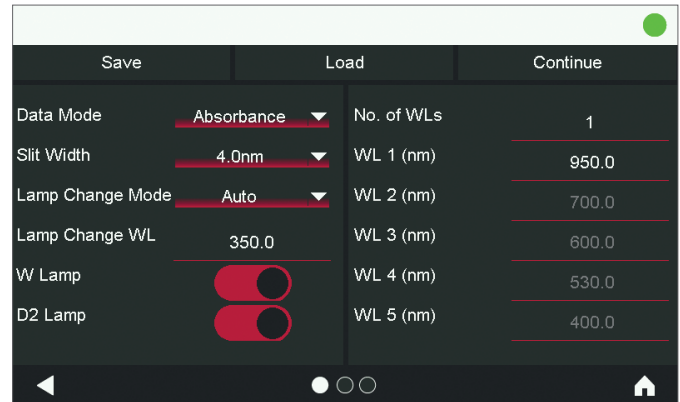 Save Load Continue
Data Mode Absorbance
Slit Width 4.0nm
Lamp Change Mode Auto
Lamp Change WL 350.0
W Lamp
D2 Lamp
No. of WLs 1
WL 1 (nm) 950.0
WL 2 (nm) 700.0
WL 3 (nm) 600.0
WL 4 (nm) 530.0
WL 5 (nm) 400.0